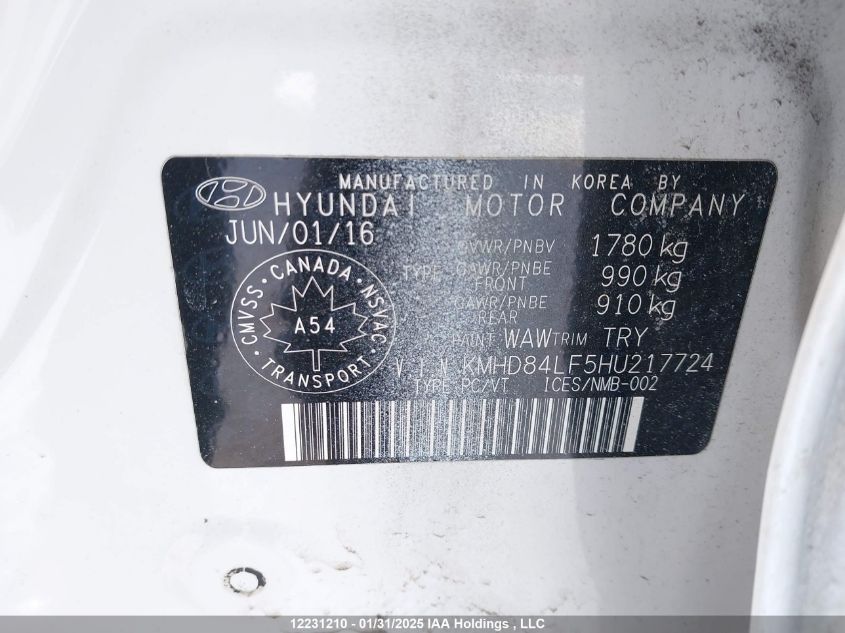 MANUFACTURED IN KOREA BY
HYUNDAI MOTOR COMPANY
JUN/01/16
GVWR/PNBV 1780 kg
TYPE GAWR/PNBE FRONT 990 kg
GAWR/PNBE REAR 910 kg
PAINT WAW TRIM TRY
V I N KMHD84LF5HU217724
TYPE:PC/VT ICES/NMB-002
CMVSS · CANADA · NSVAC
A54
TRANSPORT
12231210 - 01/31/2025 IAA Holdings , LLC